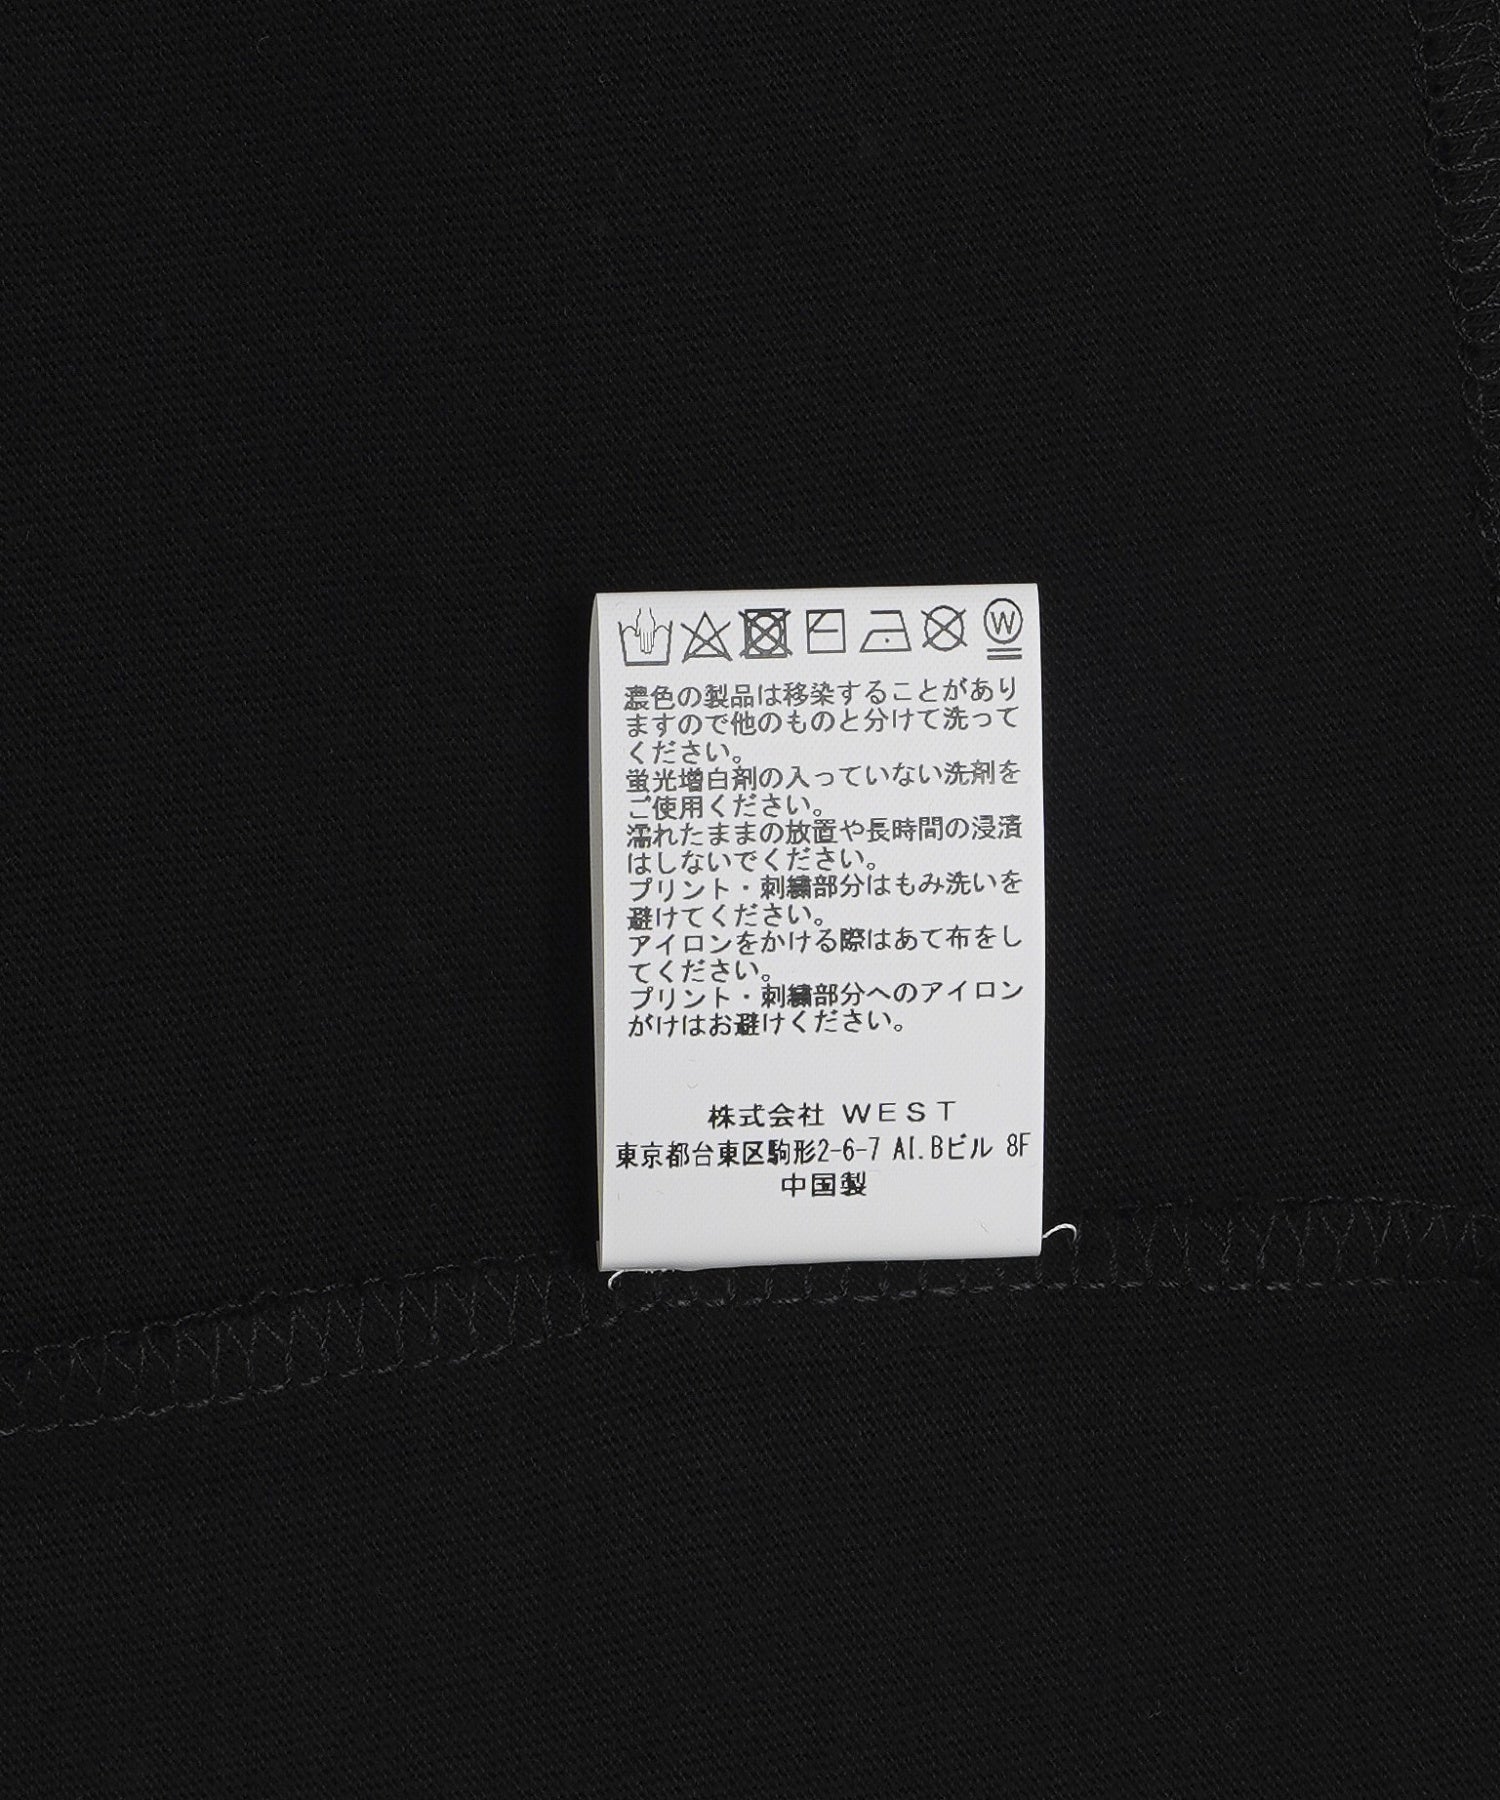 W
濃色の製品は移染することがあり
ますので他のものと分けて洗って
ください。
蛍光増白剤の入っていない洗剤を
ご使用ください。
濡れたままの放置や長時間の浸漬
はしないでください。
プリント・刺繍部分はもみ洗いを
避けてください。
アイロンをかける際はあて布をし
てください。
プリント・刺繍部分へのアイロン
がけはお避けください。
株式会社 WEST
東京都台東区駒形2-6-7 AI.Bビル 8F
中国製